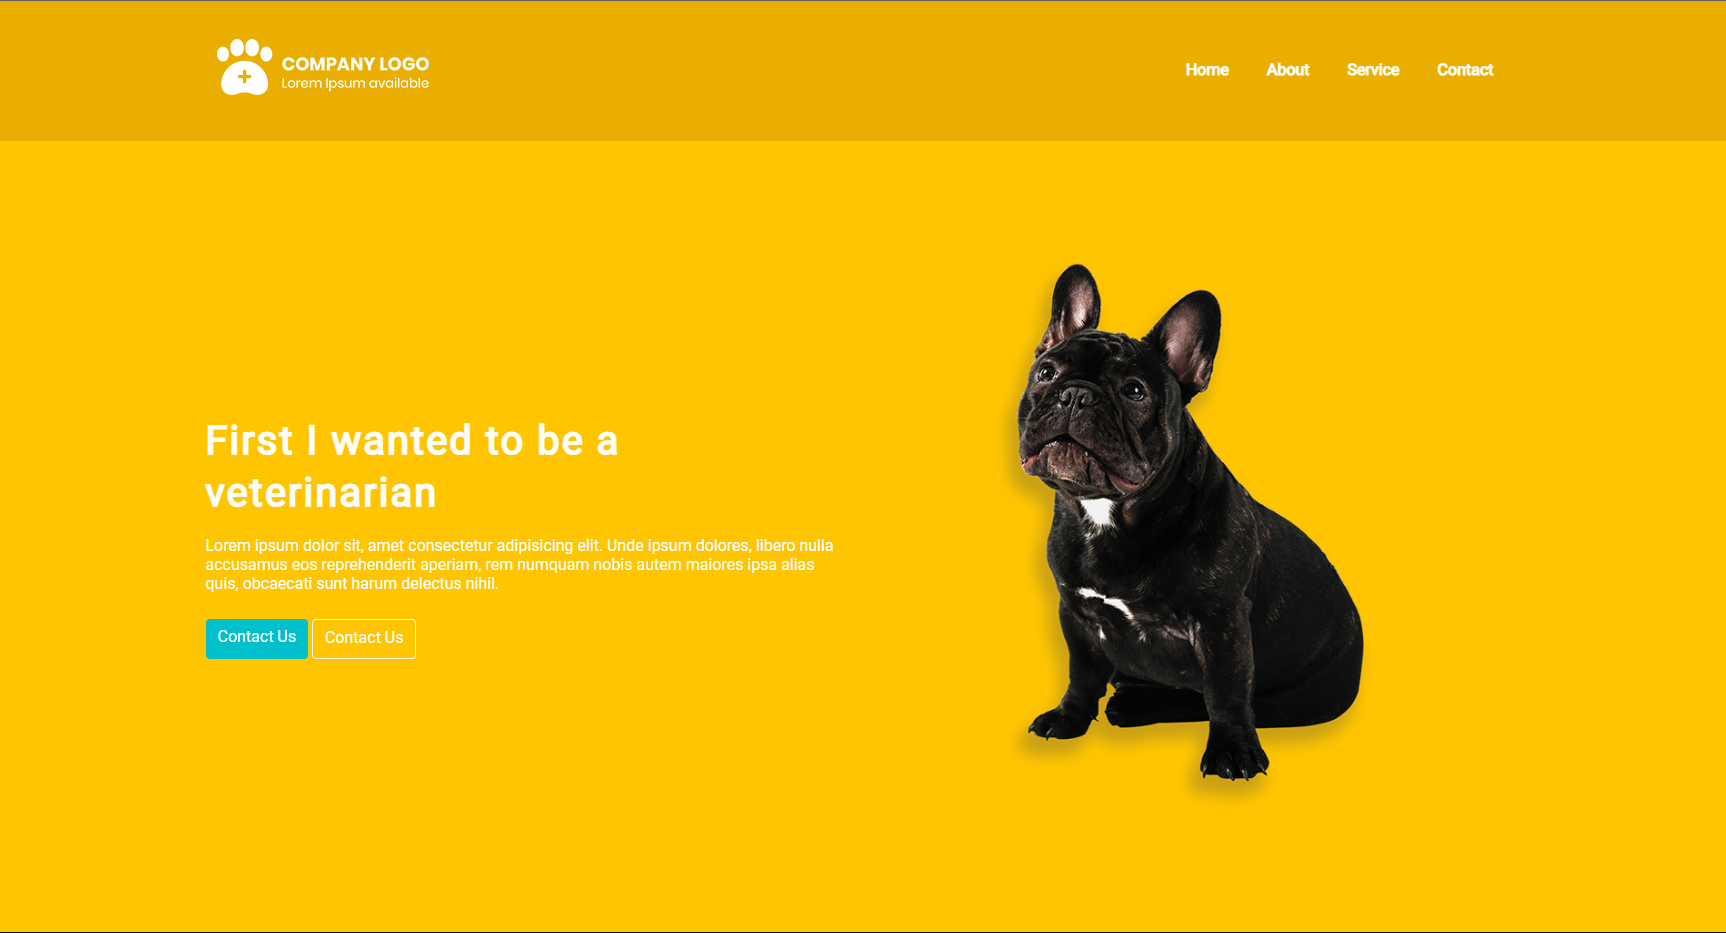 COMPANY LOGO
Lorem Ipsum available
Home About Service Contact
First I wanted to be a
veterinarian
Lorem ipsum dolor sit, amet consectetur adipisicing elit. Unde ipsum dolores, libero nulla
accusamus eos reprehenderit aperiam, rem numquam nobis autem maiores ipsa alias
quis, obcaecati sunt harum delectus nihil.
Contact Us Contact Us